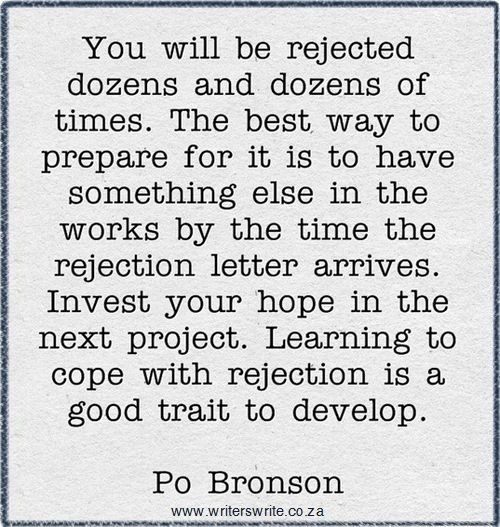 You will be rejected
dozens and dozens of
times. The best way to
prepare for it is to have
something else in the
works by the time the
rejection letter arrives.
Invest your hope in the
next project. Learning to
cope with rejection is a
good trait to develop.
Po Bronson
www.writerswrite.co.za